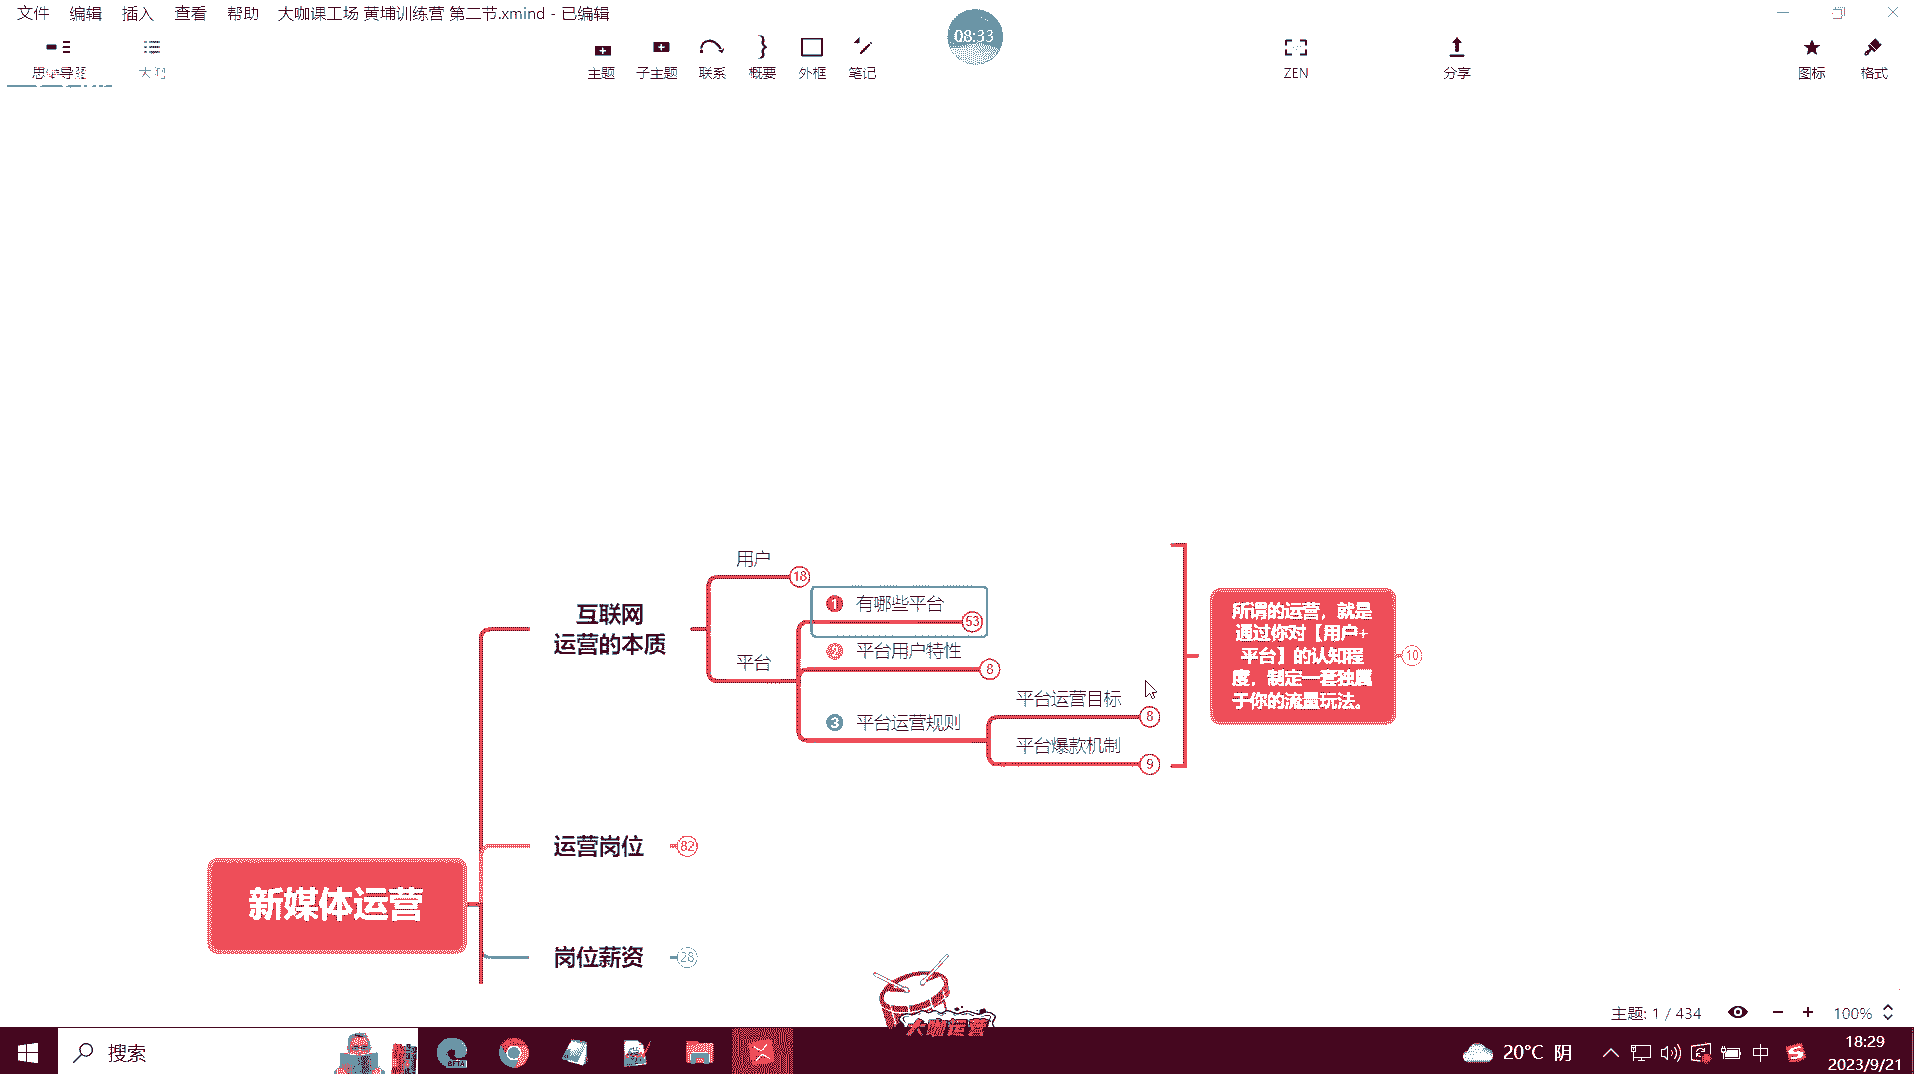 文件 编辑 插入 查看 帮助 大咖课工场 黄埔训练营 第二节.xmind - 已编辑
08:33
思维导图 大纲 主题 子主题 联系 概要 外框 笔记 ZEN 分享 图标 格式
用户
18
互联网
运营的本质
1 有哪些平台
53
2 平台用户特性
8
平台
平台运营目标
8
3 平台运营规则
平台爆款机制
9
所谓的运营，就是
通过你对【用户+
平台】的认知程
度，制定一套独属
于你的流量玩法。
10
运营岗位 82
新媒体运营
岗位薪资 28
大咖运营
主题: 1 / 434 100%
搜索
BETA
20°C 阴
中
18:29
2023/9/21